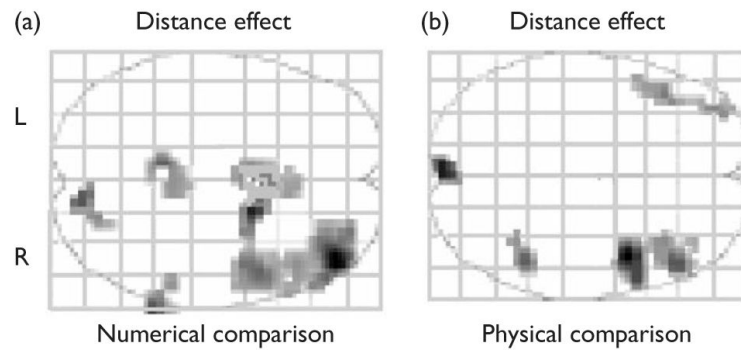 (a) Distance effect
(b) Distance effect
L
R
Numerical comparison
Physical comparison